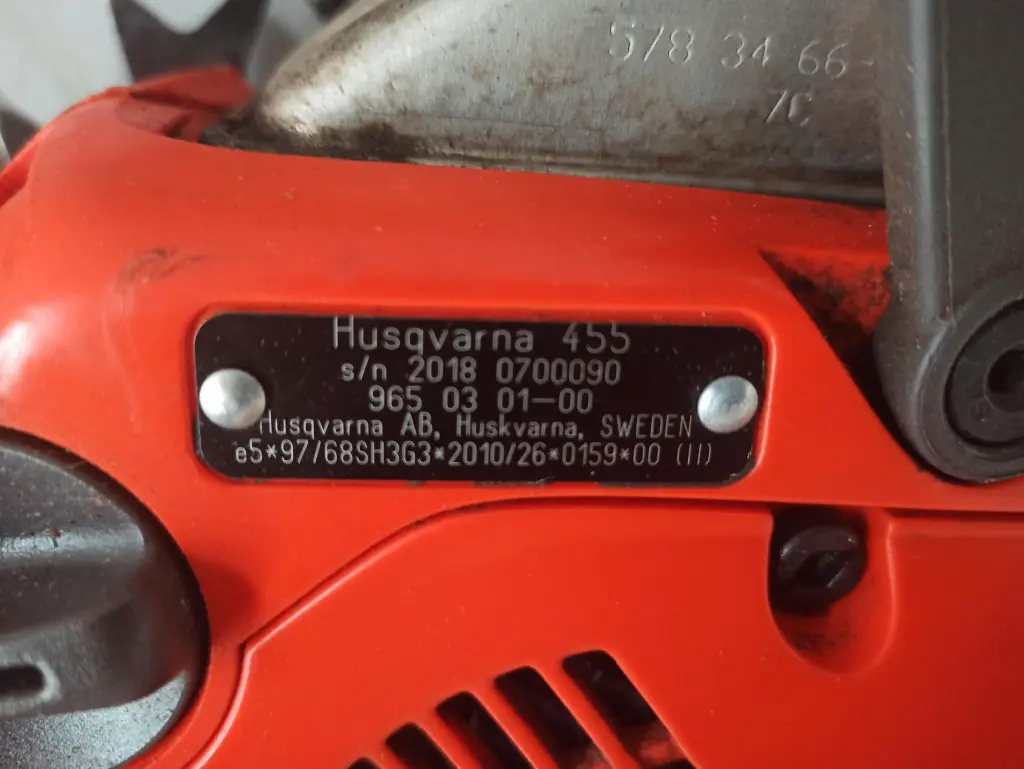 578 34 66-
7C
Husqvarna 455
s/n 2018 0700090
965 03 01-00
Husqvarna AB, Huskvarna, SWEDEN
e5*97/68SH3G3*2010/26*0159*00 (II)